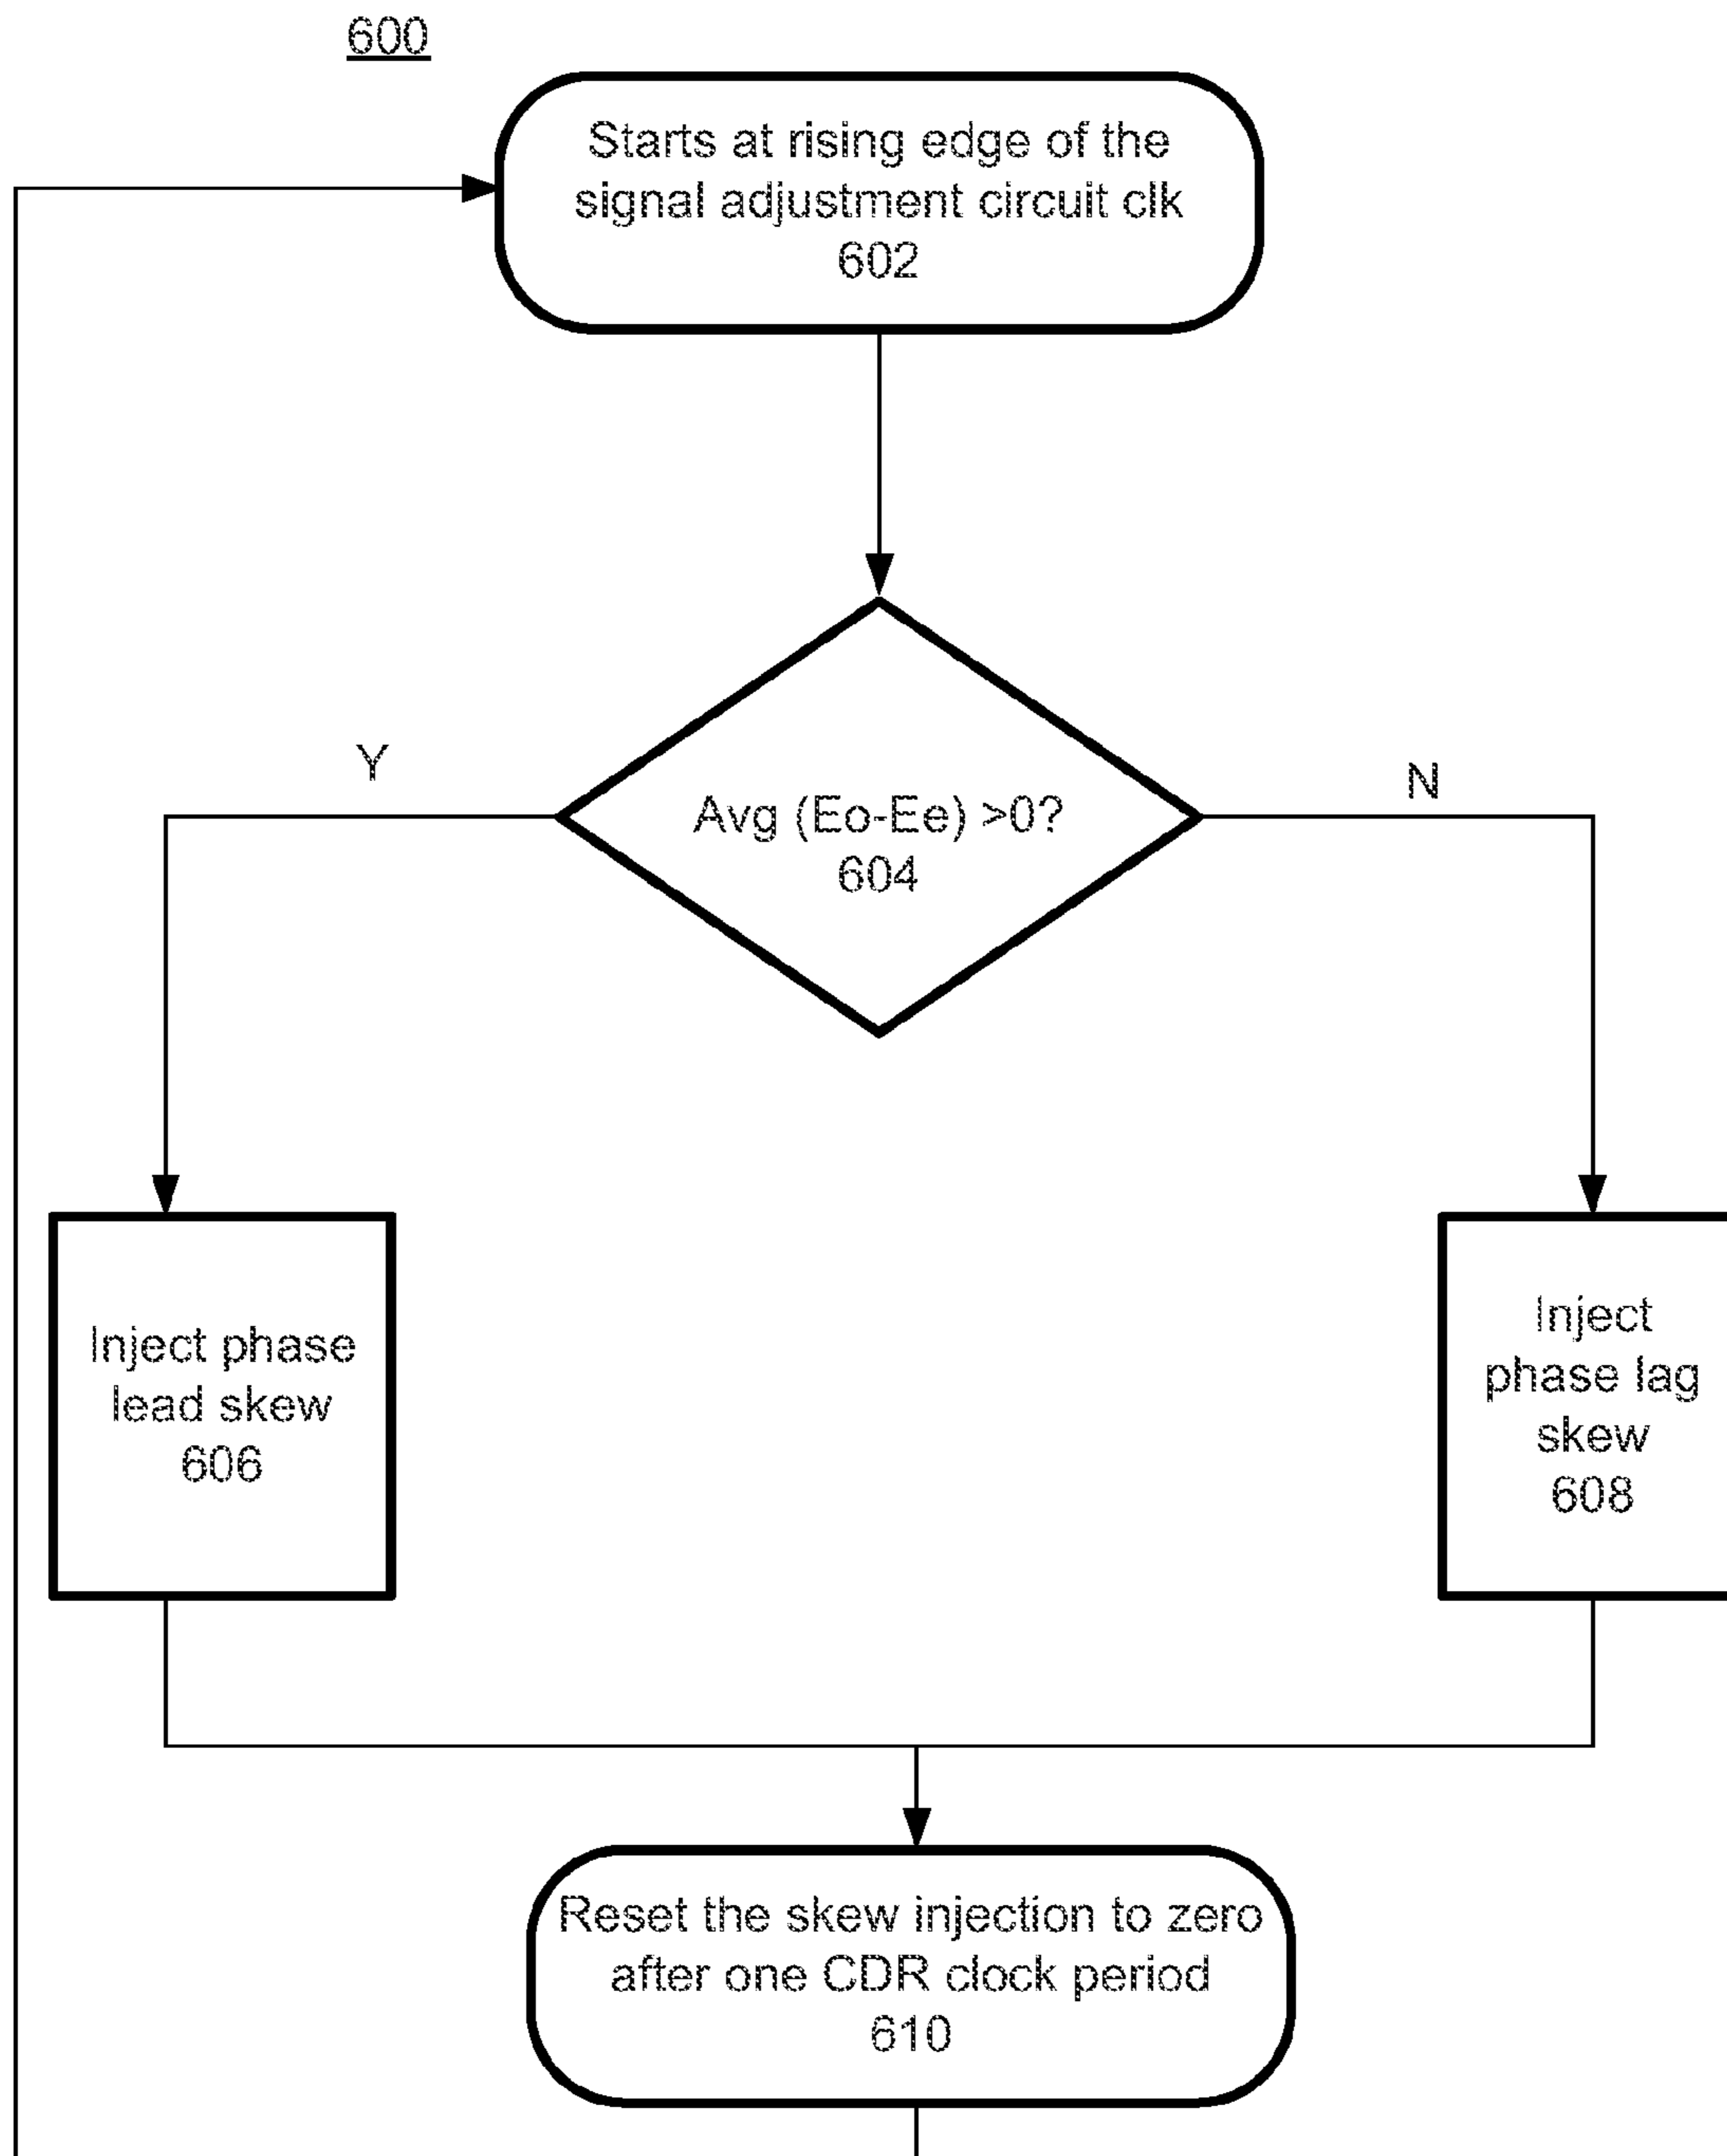 600
Starts at rising edge of the
signal adjustment circuit clk
602
Y
N
Avg (Eo-Ee) >0?
604
Inject phase
lead skew
606
Inject
phase lag
skew
608
Reset the skew injection to zero
after one CDR clock period
610